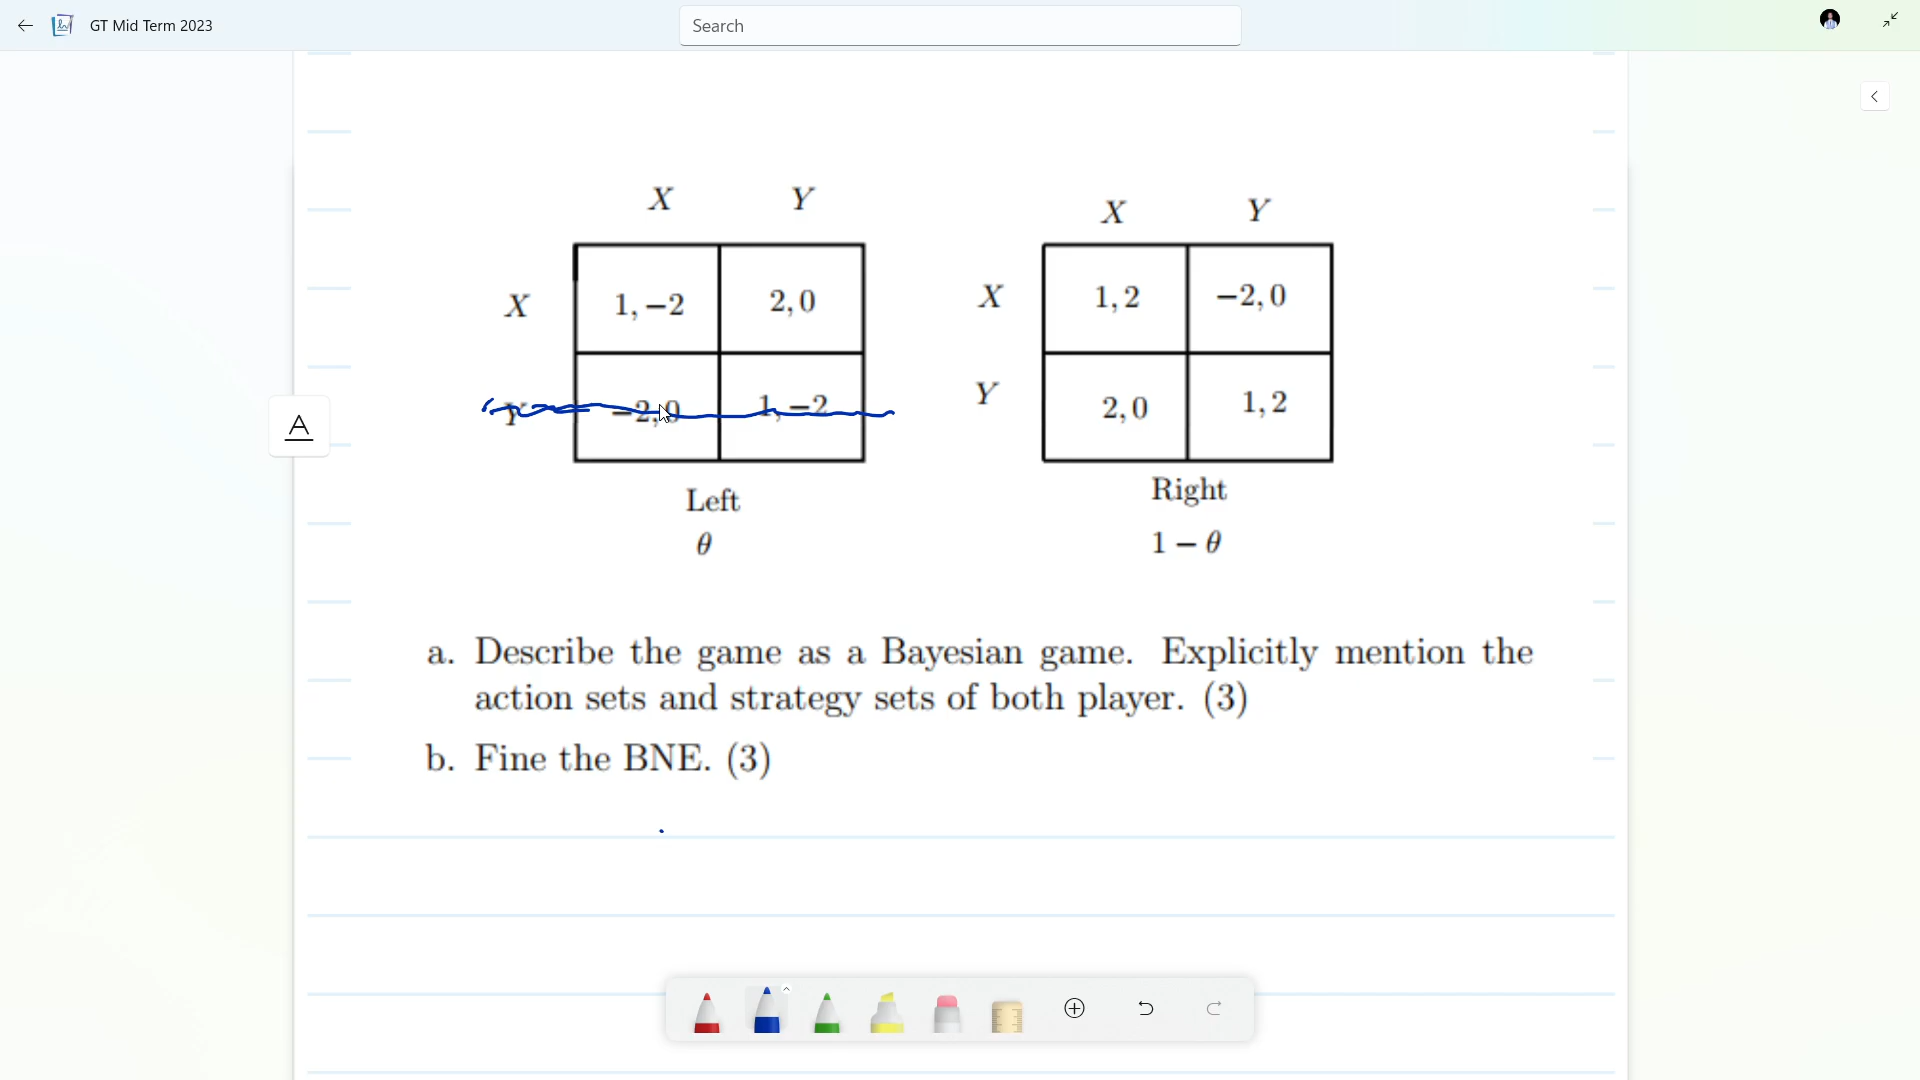 GT Mid Term 2023
Search
X Y
X 1, −2 2, 0
Y −2, 0 1, −2
Left
θ
X Y
X 1, 2 −2, 0
Y 2, 0 1, 2
Right
1 − θ
a. Describe the game as a Bayesian game. Explicitly mention the
action sets and strategy sets of both player. (3)
b. Fine the BNE. (3)
A